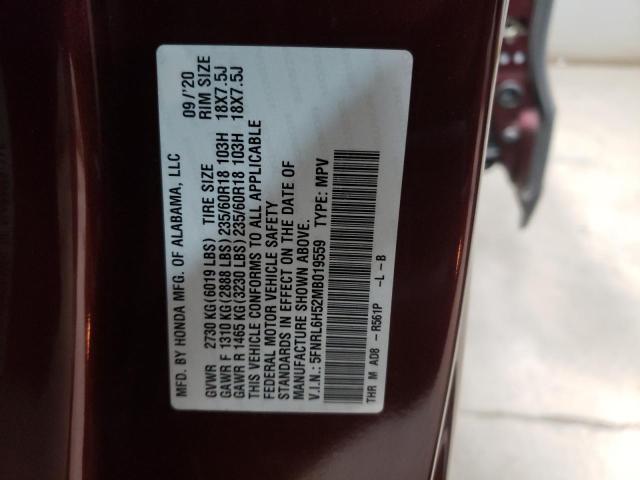 MFD. BY HONDA MFG. OF ALABAMA, LLC 09/'20
TIRE SIZE RIM SIZE
GVWR 2730 KG(6019 LBS)
GAWR F 1310 KG(2888 LBS) 235/60R18 103H 18X7.5J
GAWR R 1465 KG(3230 LBS) 235/60R18 103H 18X7.5J
THIS VEHICLE CONFORMS TO ALL APPLICABLE
FEDERAL MOTOR VEHICLE SAFETY
STANDARDS IN EFFECT ON THE DATE OF
MANUFACTURE SHOWN ABOVE.
V.I.N.: 5FNRL6H52MB019559 TYPE: MPV
THR M AD8 - R561P -L -B